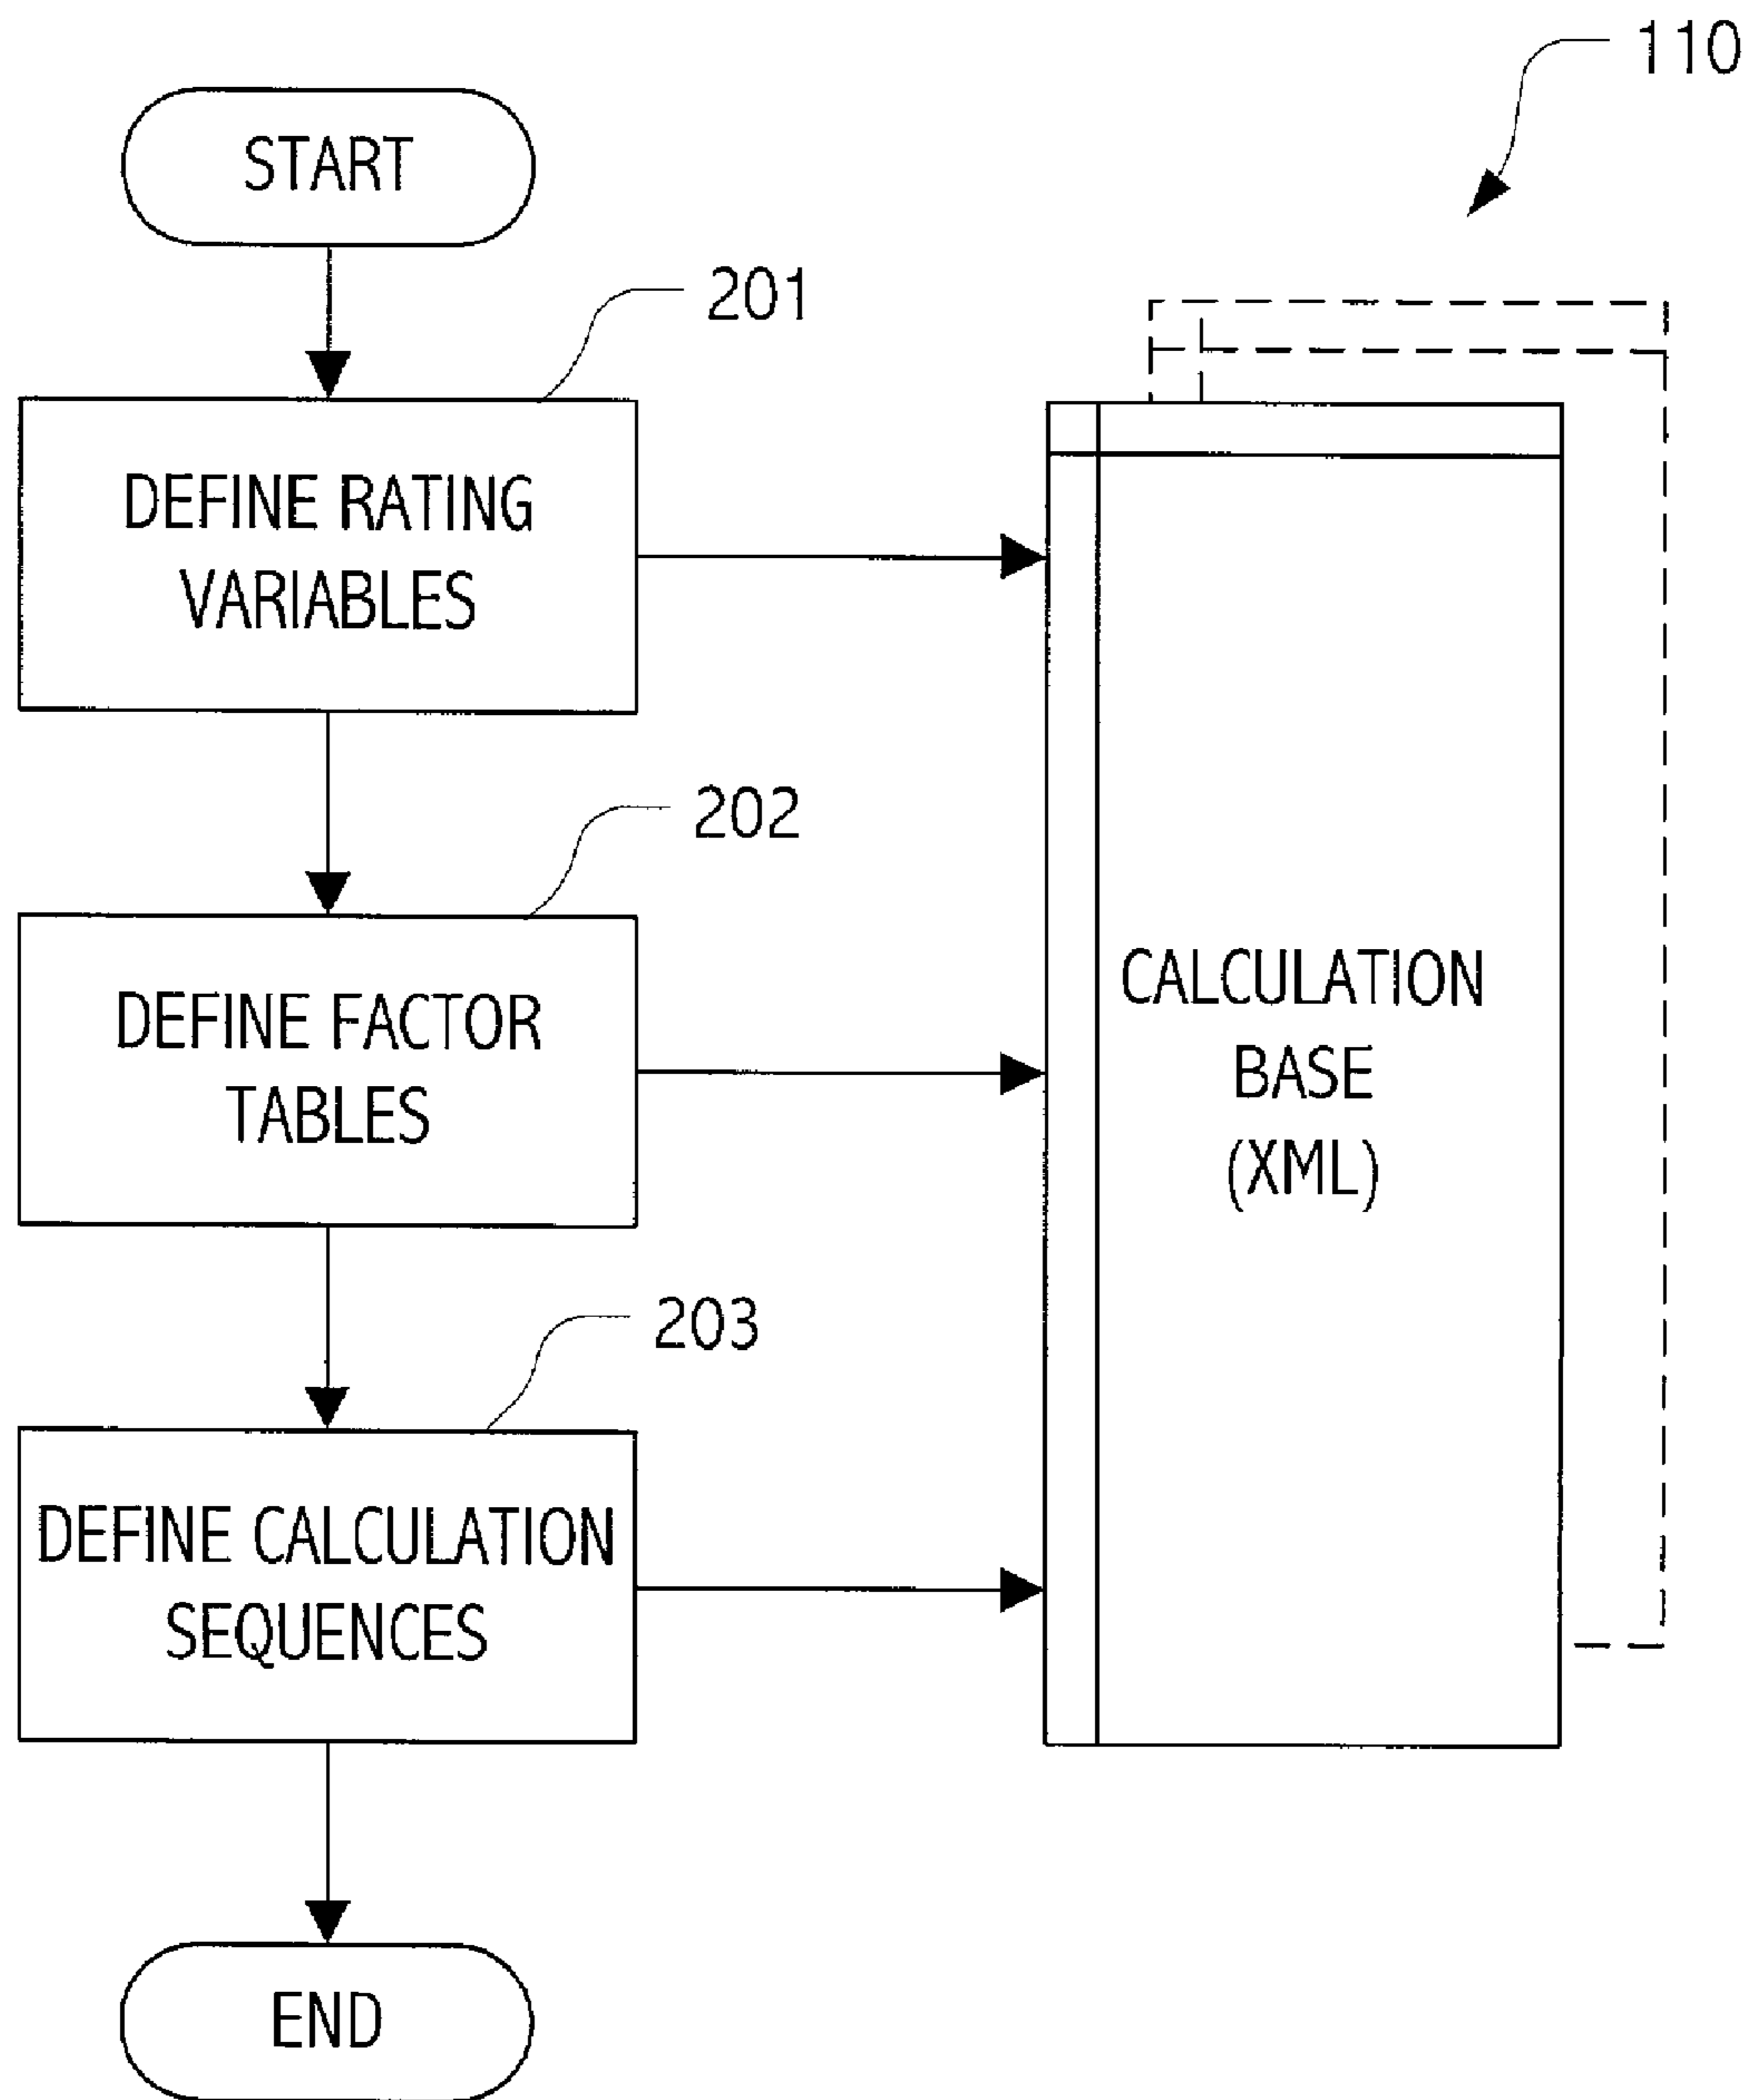 110
START
201
DEFINE RATING
VARIABLES
202
DEFINE FACTOR
TABLES
CALCULATION
BASE
(XML)
203
DEFINE CALCULATION
SEQUENCES
END